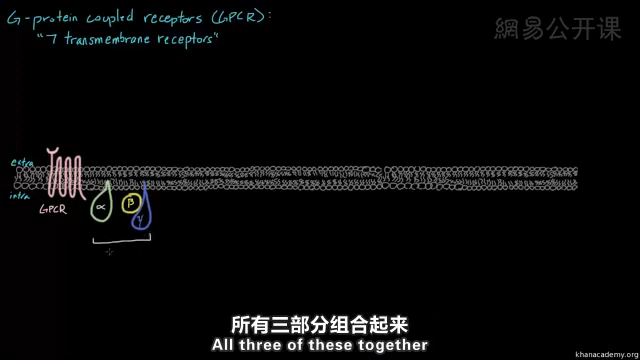 G-protein coupled receptors (GPCR):
"7 transmembrane receptors"
網易公开课
extra
intra
GPCR
α
β
γ
所有三部分组合起来
All three of these together
khanacademy.org